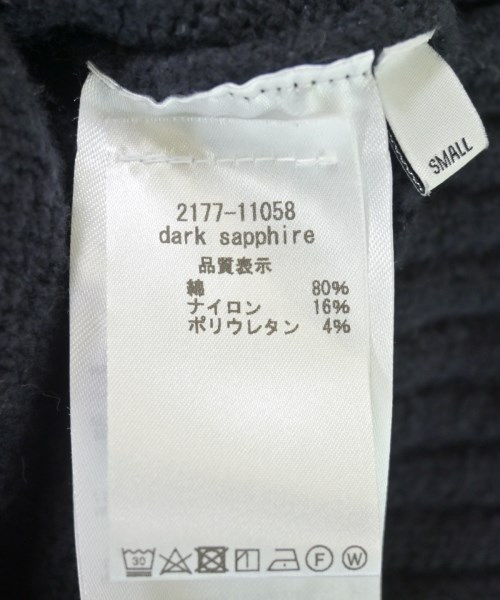 SMALL
2177-11058
dark sapphire
品質表示
綿 80%
ナイロン 16%
ポリウレタン 4%
30 F W